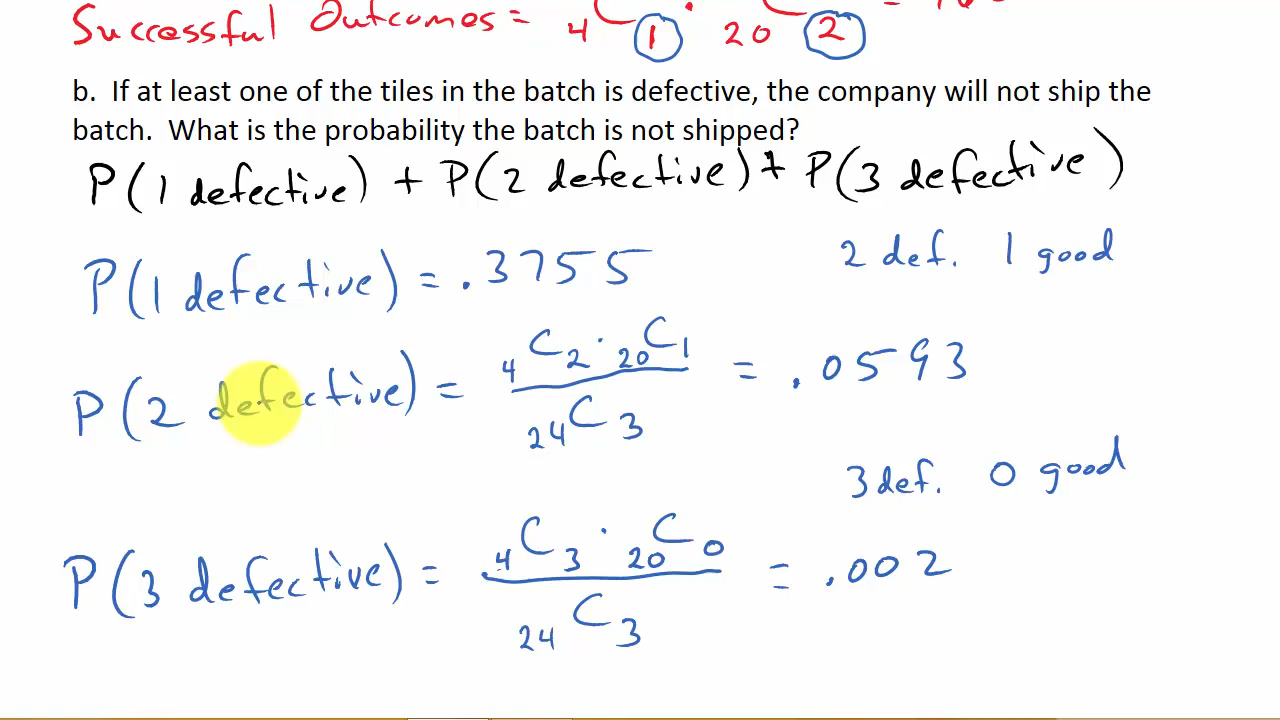 Successful Outcomes = 4C1 · 20C2 =
b. If at least one of the tiles in the batch is defective, the company will not ship the
batch. What is the probability the batch is not shipped?
P(1 defective) + P(2 defective) + P(3 defective)
2 def. 1 good
P(1 defective) = .3755
P(2 defective) = 4C2 · 20C1 / 24C3 = .0593
3 def. 0 good
P(3 defective) = 4C3 · 20C0 / 24C3 = .002